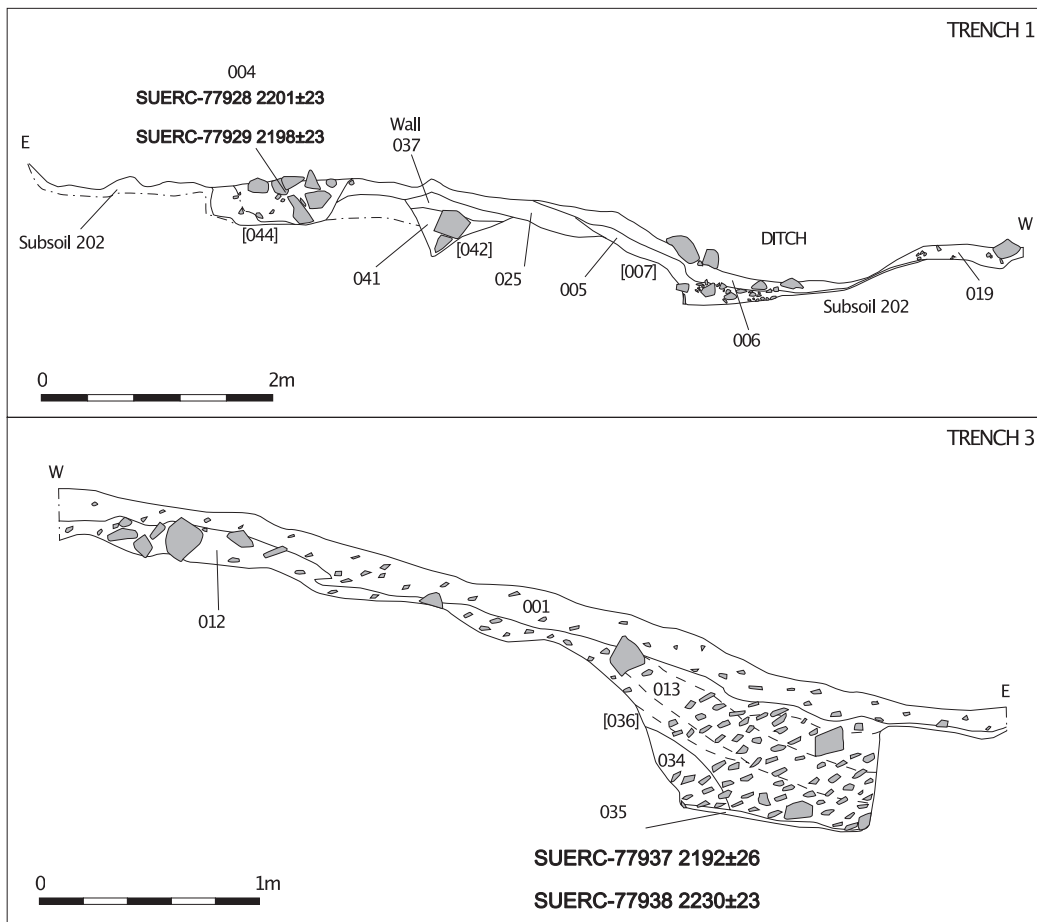 TRENCH 1
004
SUERC-77928 2201±23
SUERC-77929 2198±23
E
Wall
037
Subsoil 202
[044]
041
[042]
025
005
[007]
DITCH
W
006
Subsoil 202
019
0 2m
TRENCH 3
W
012
001
013
E
[036]
034
035
SUERC-77937 2192±26
SUERC-77938 2230±23
0 1m